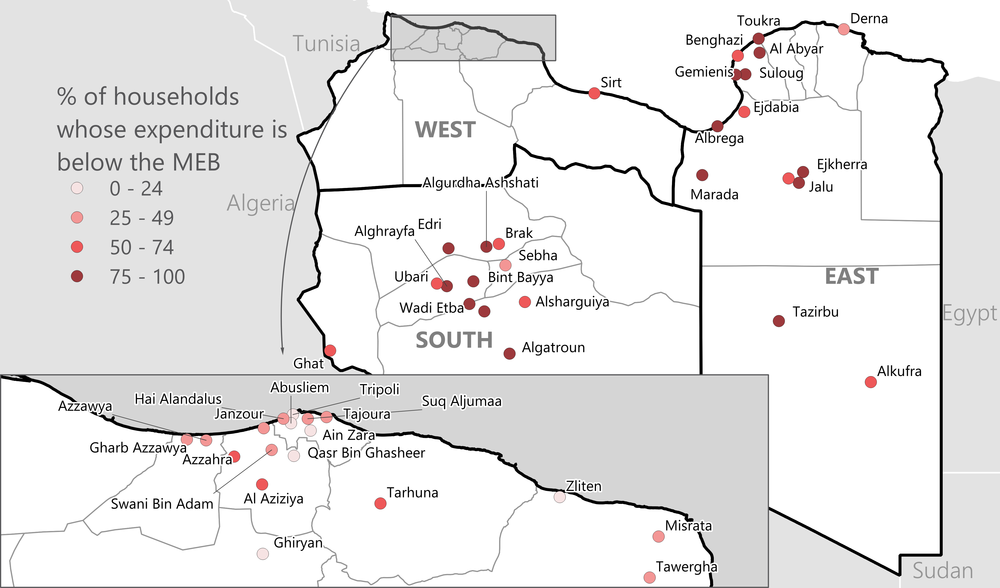 Tunisia
Toukra
Derna
Benghazi
Al Abyar
Gemienis
Suloug
Sirt
% of households
whose expenditure is
below the MEB
0 - 24
25 - 49
50 - 74
75 - 100
Ejdabia
WEST
Albrega
Ejkherra
Algurdha Ashshati
Jalu
Marada
Algeria
Edri
Alghrayfa
Brak
Sebha
Ubari
Bint Bayya
EAST
Alsharguiya
Wadi Etba
Tazirbu
Egypt
SOUTH
Algatroun
Ghat
Alkufra
Abusliem
Tripoli
Hai Alandalus
Suq Aljumaa
Azzawya
Janzour
Tajoura
Ain Zara
Gharb Azzawya
Qasr Bin Ghasheer
Azzahra
Zliten
Tarhuna
Al Aziziya
Swani Bin Adam
Misrata
Ghiryan
Tawergha
Sudan